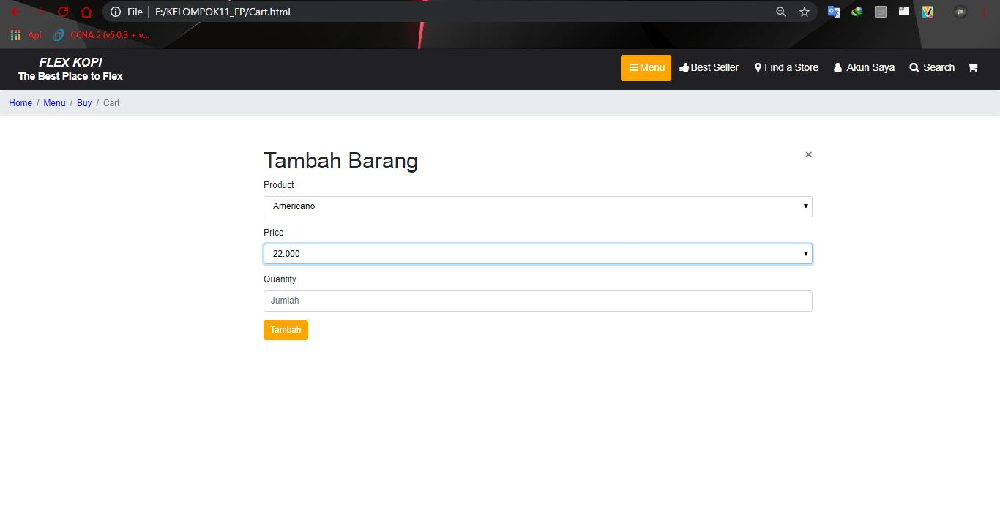 File E:/KELOMPOK11_FP/Cart.html
Apl CCNA 2 (v5.0.3 + v...
FLEX KOPI
The Best Place to Flex
Menu Best Seller Find a Store Akun Saya Search
Home / Menu / Buy / Cart
Tambah Barang ×
Product
Americano
Price
22.000
Quantity
Jumlah
Tambah